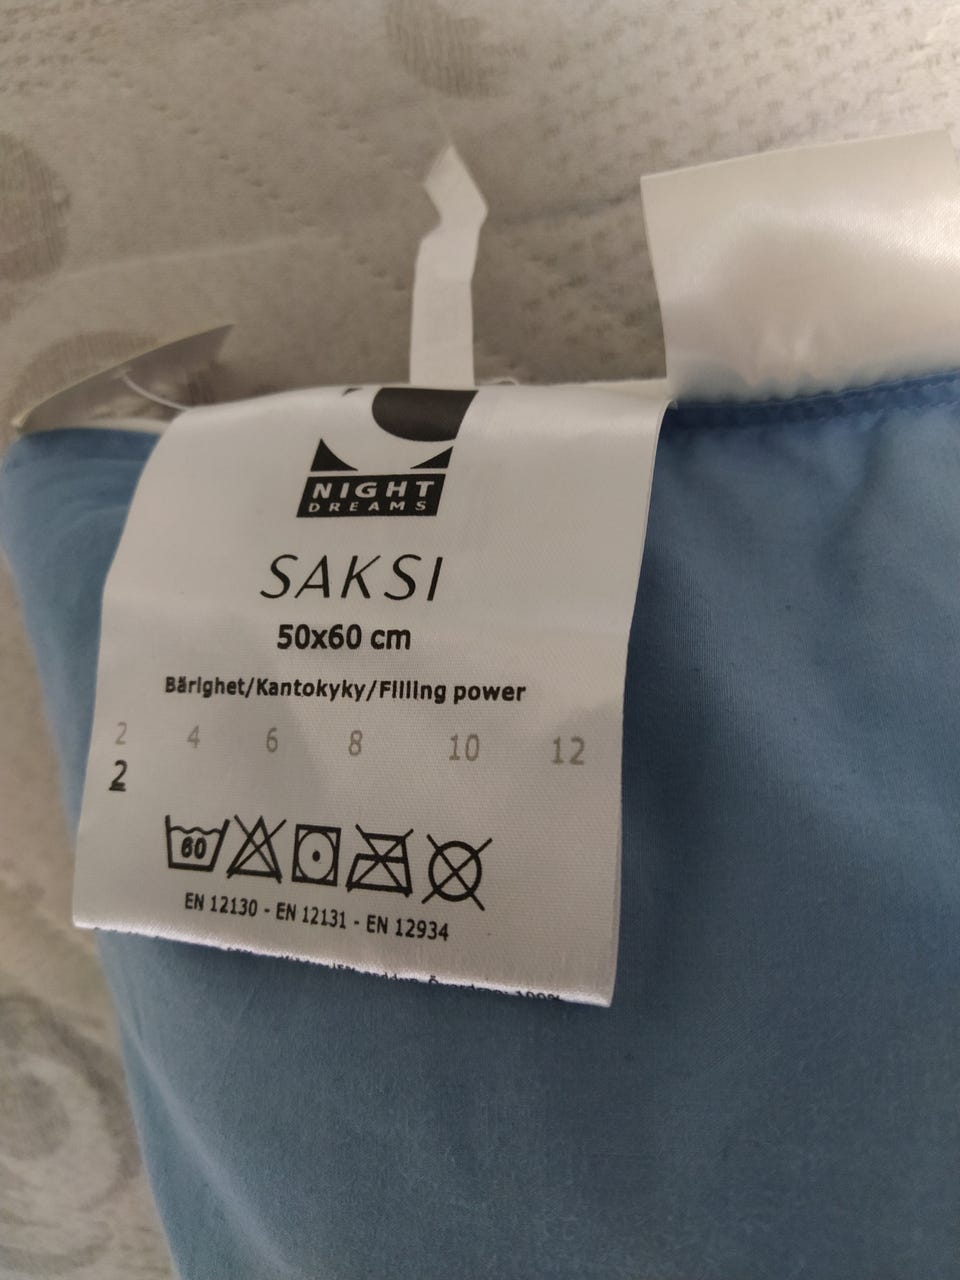 NIGHT
DREAMS
SAKSI
50x60 cm
Bärighet/Kantokyky/Filling power
2 4 6 8 10 12
2
60
EN 12130 - EN 12131 - EN 12934